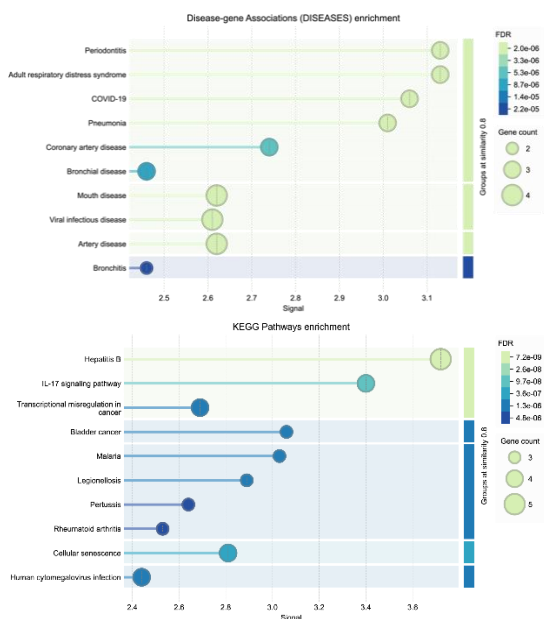 Disease-gene Associations (DISEASES) enrichment
Periodontitis
Adult respiratory distress syndrome
COVID-19
Pneumonia
Coronary artery disease
Bronchial disease
Mouth disease
Viral infectious disease
Artery disease
Bronchitis
2.5 2.6 2.7 2.8 2.9 3.0 3.1
Signal
Groups at similarity 0.8
FDR
2.0e-06
3.3e-06
5.3e-06
8.7e-06
1.4e-05
2.2e-05
Gene count
2
3
4
KEGG Pathways enrichment
Hepatitis B
IL-17 signaling pathway
Transcriptional misregulation in
cancer
Bladder cancer
Malaria
Legionellosis
Pertussis
Rheumatoid arthritis
Cellular senescence
Human cytomegalovirus infection
2.4 2.6 2.8 3.0 3.2 3.4 3.6
Signal
Groups at similarity 0.8
FDR
7.2e-09
2.6e-08
9.7e-08
3.6e-07
1.3e-06
4.8e-06
Gene count
3
4
5